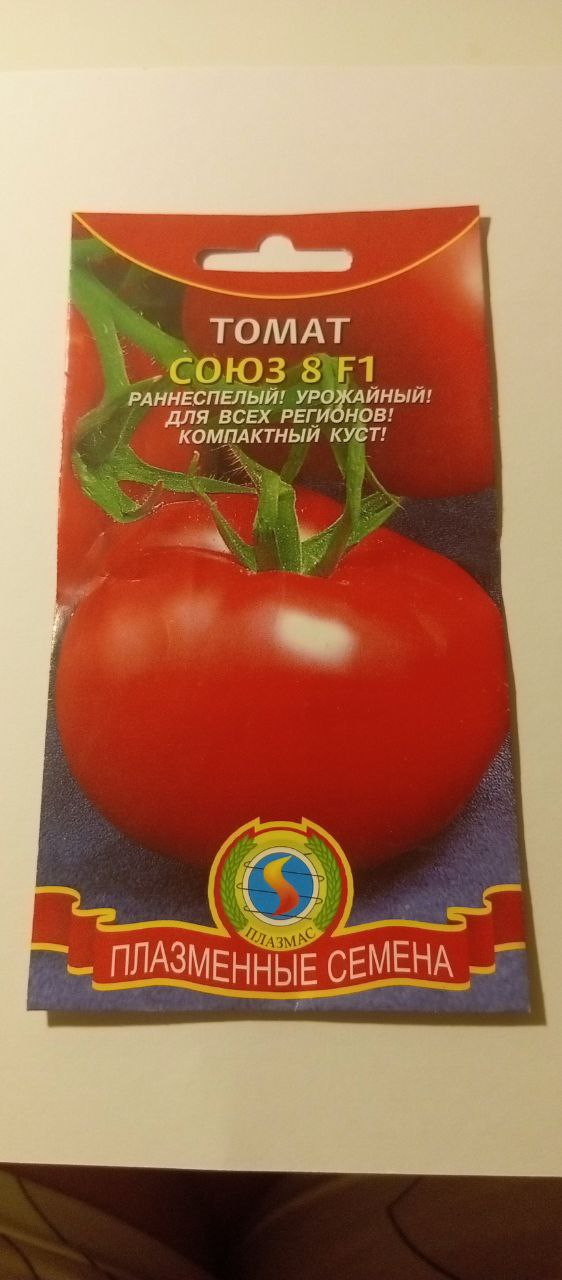 ТОМАТ
СОЮЗ 8 F1
РАННЕСПЕЛЫЙ! УРОЖАЙНЫЙ!
ДЛЯ ВСЕХ РЕГИОНОВ!
КОМПАКТНЫЙ КУСТ!
ПЛАЗМАС
ПЛАЗМЕННЫЕ СЕМЕНА